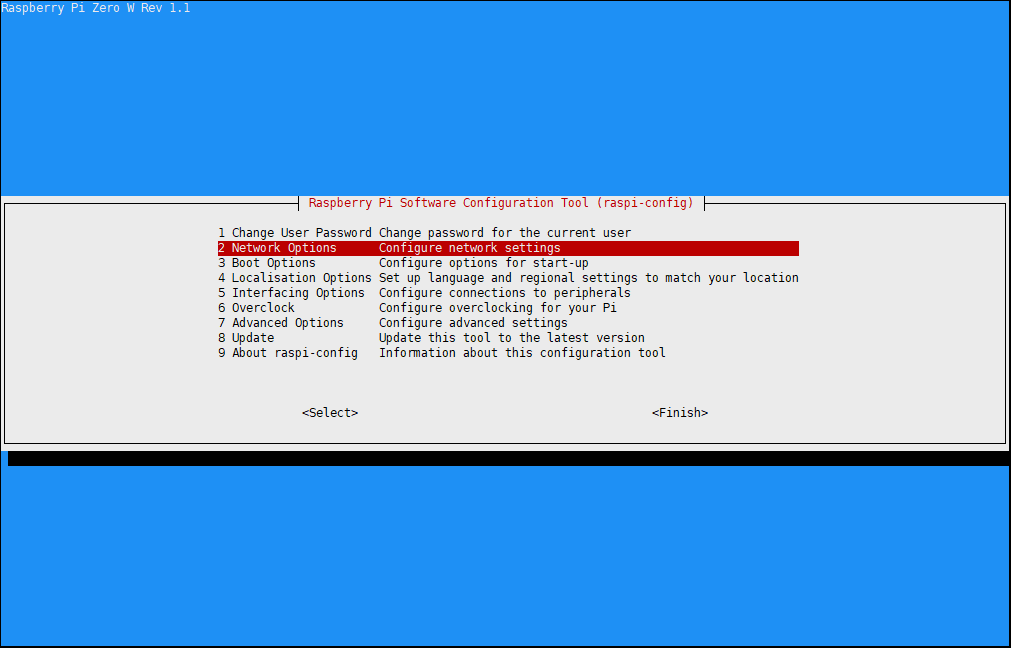 Raspberry Pi Zero W Rev 1.1
Raspberry Pi Software Configuration Tool (raspi-config)
1 Change User Password Change password for the current user
2 Network Options Configure network settings
3 Boot Options Configure options for start-up
4 Localisation Options Set up language and regional settings to match your location
5 Interfacing Options Configure connections to peripherals
6 Overclock Configure overclocking for your Pi
7 Advanced Options Configure advanced settings
8 Update Update this tool to the latest version
9 About raspi-config Information about this configuration tool
<Select> <Finish>